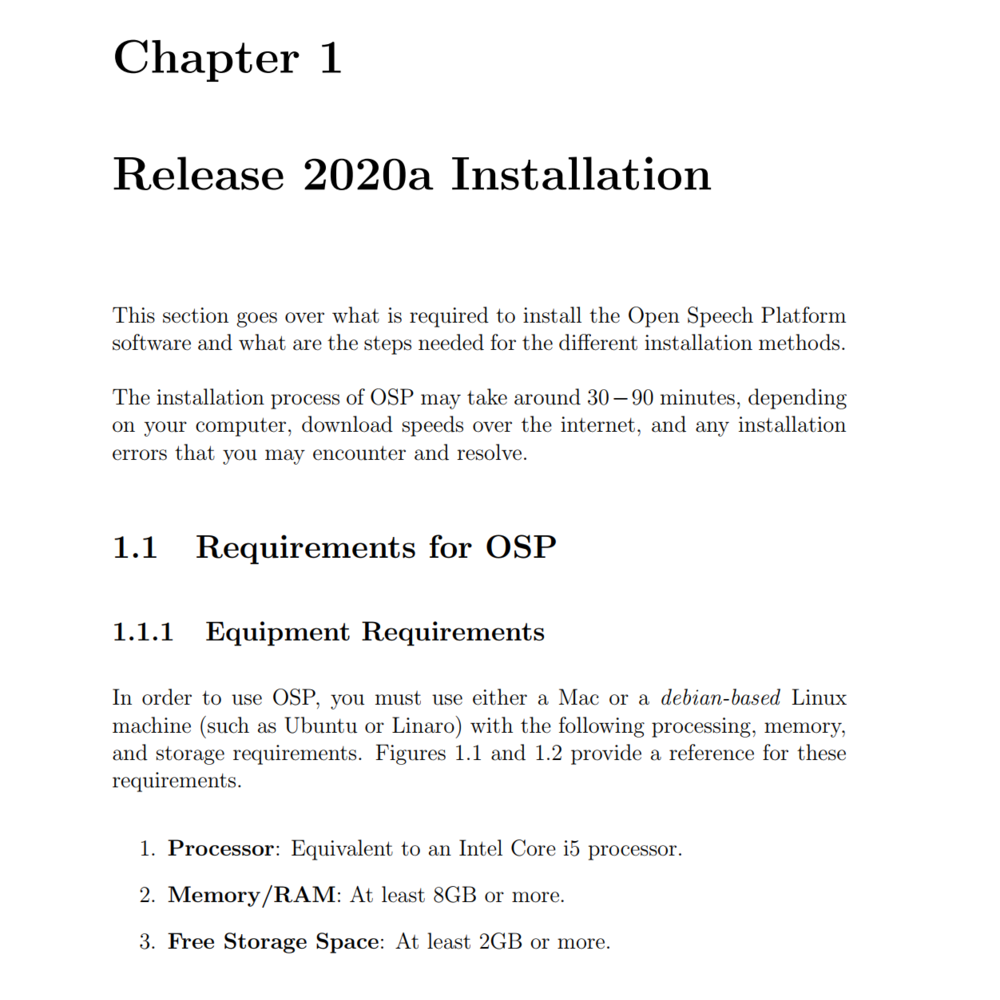 Chapter 1
Release 2020a Installation
This section goes over what is required to install the Open Speech Platform
software and what are the steps needed for the different installation methods.
The installation process of OSP may take around 30 – 90 minutes, depending
on your computer, download speeds over the internet, and any installation
errors that you may encounter and resolve.
1.1 Requirements for OSP
1.1.1 Equipment Requirements
In order to use OSP, you must use either a Mac or a debian-based Linux
machine (such as Ubuntu or Linaro) with the following processing, memory,
and storage requirements. Figures 1.1 and 1.2 provide a reference for these
requirements.
1. Processor: Equivalent to an Intel Core i5 processor.
2. Memory/RAM: At least 8GB or more.
3. Free Storage Space: At least 2GB or more.